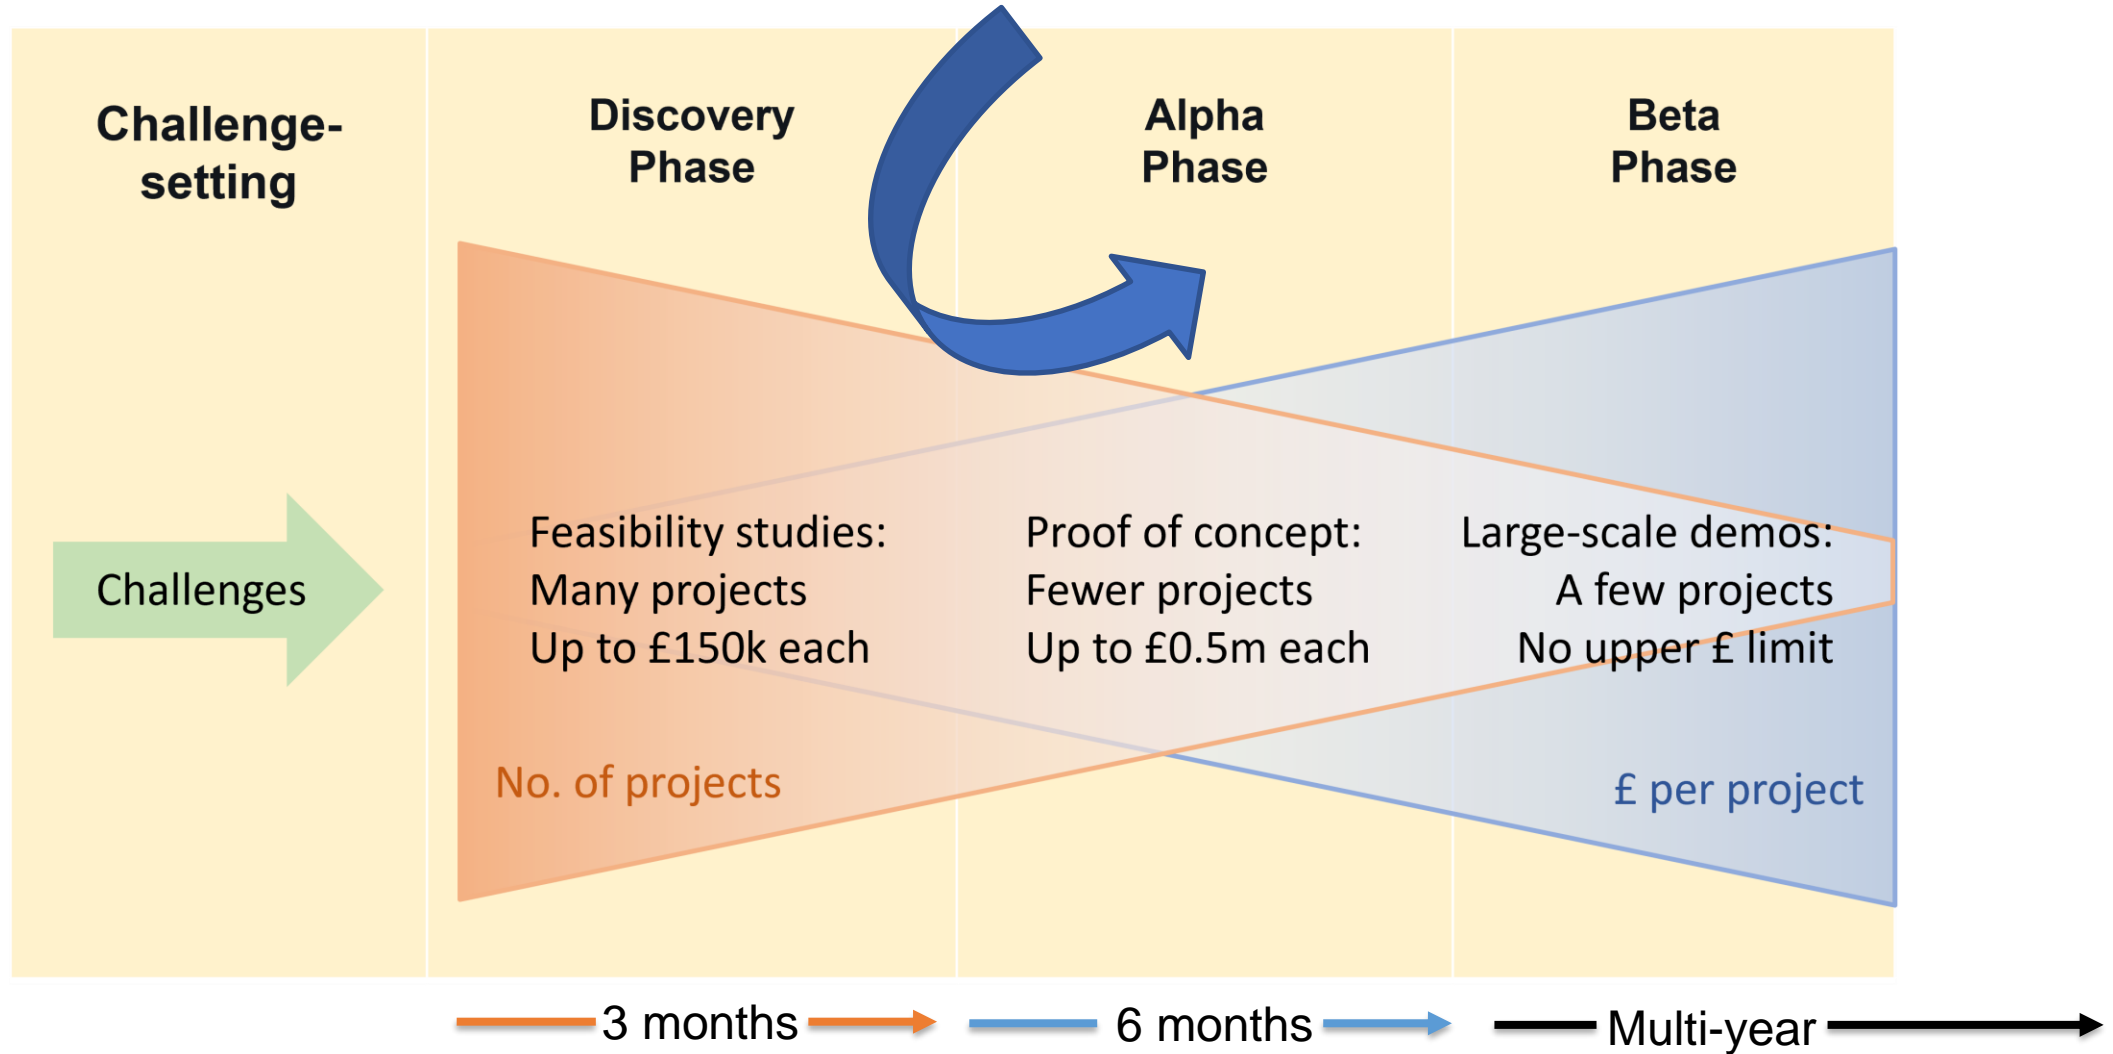 Challenge-
setting
Discovery
Phase
Alpha
Phase
Beta
Phase
Challenges
Feasibility studies:
Many projects
Up to £150k each
Proof of concept:
Fewer projects
Up to £0.5m each
Large-scale demos:
A few projects
No upper £ limit
No. of projects
£ per project
3 months
6 months
Multi-year